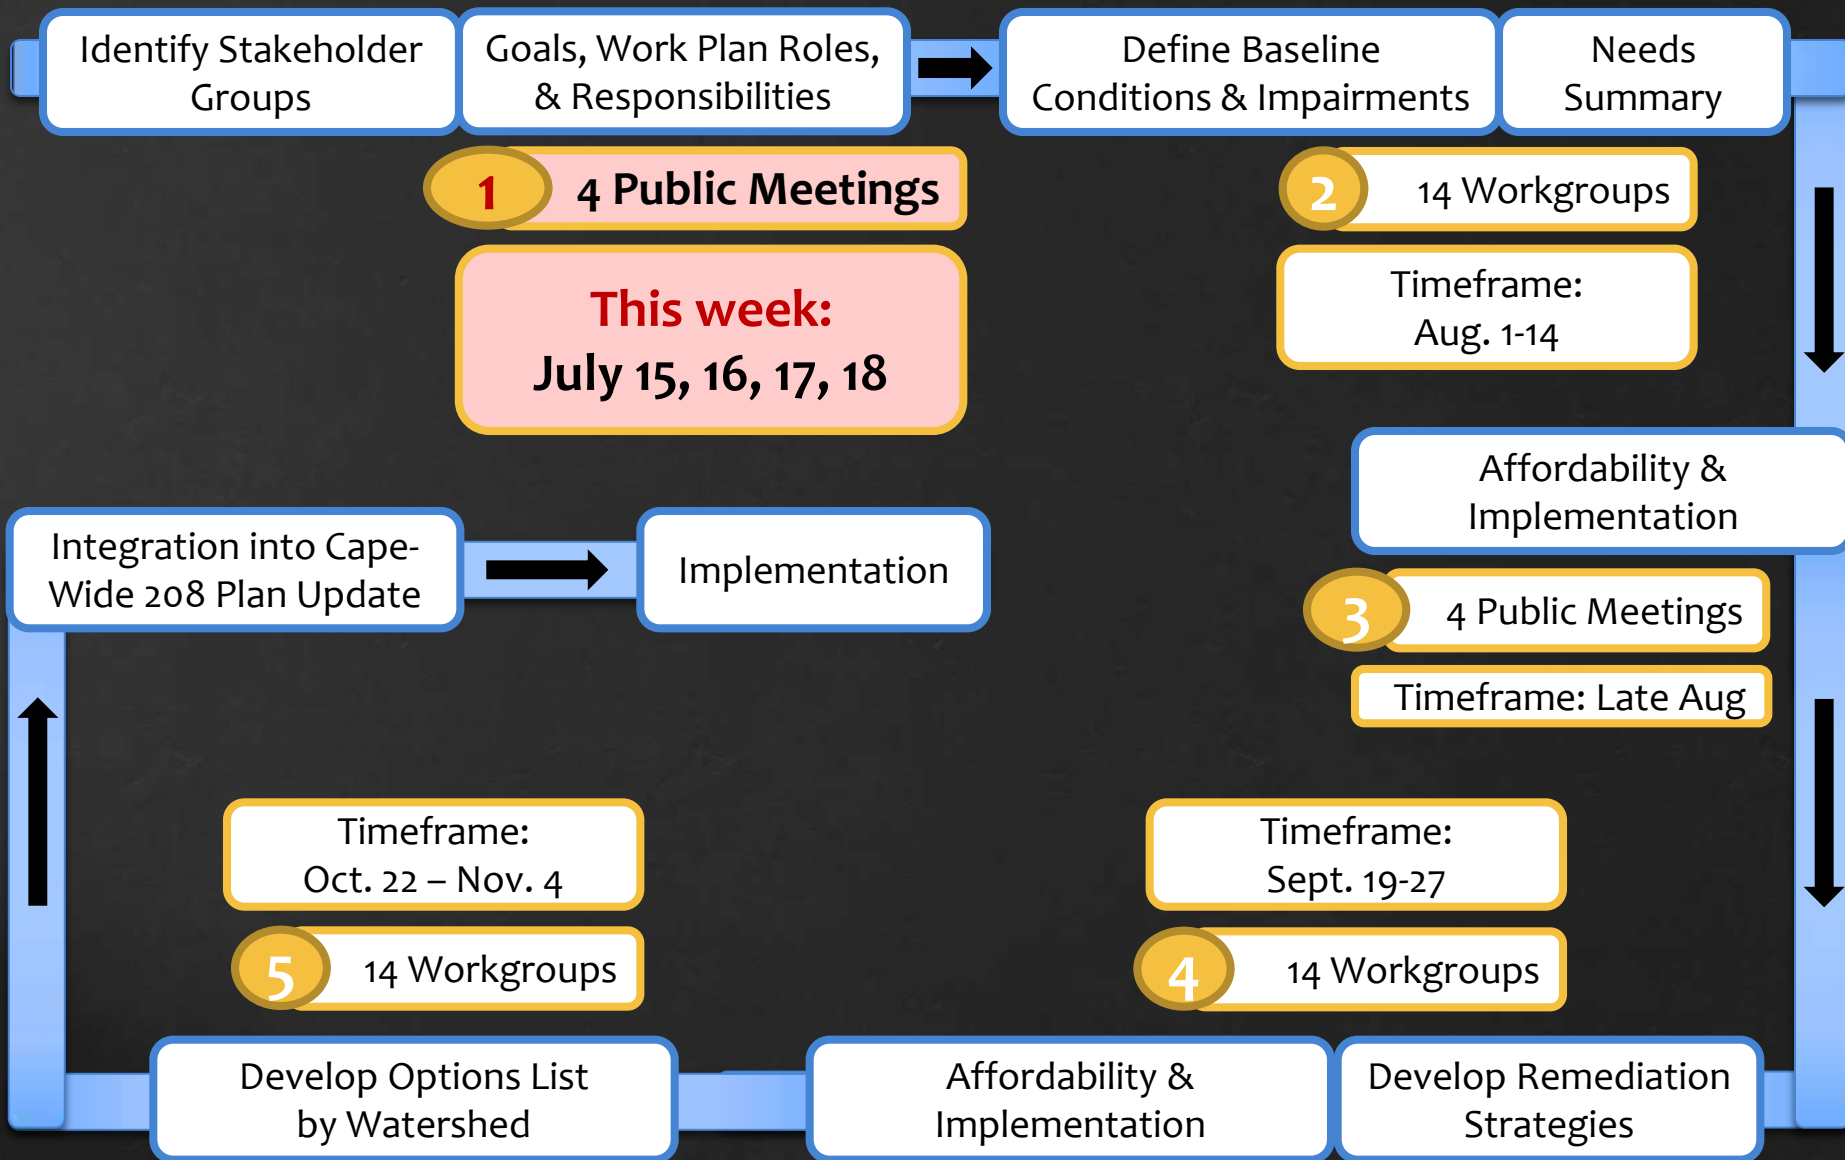 Identify Stakeholder
Groups
Goals, Work Plan Roles,
& Responsibilities
Define Baseline
Conditions & Impairments
Needs
Summary
1
4 Public Meetings
This week:
July 15, 16, 17, 18
2
14 Workgroups
Timeframe:
Aug. 1-14
Affordability &
Implementation
3
4 Public Meetings
Timeframe: Late Aug
Integration into Cape-
Wide 208 Plan Update
Implementation
Timeframe:
Oct. 22 – Nov. 4
5
14 Workgroups
Timeframe:
Sept. 19-27
4
14 Workgroups
Develop Options List
by Watershed
Affordability &
Implementation
Develop Remediation
Strategies